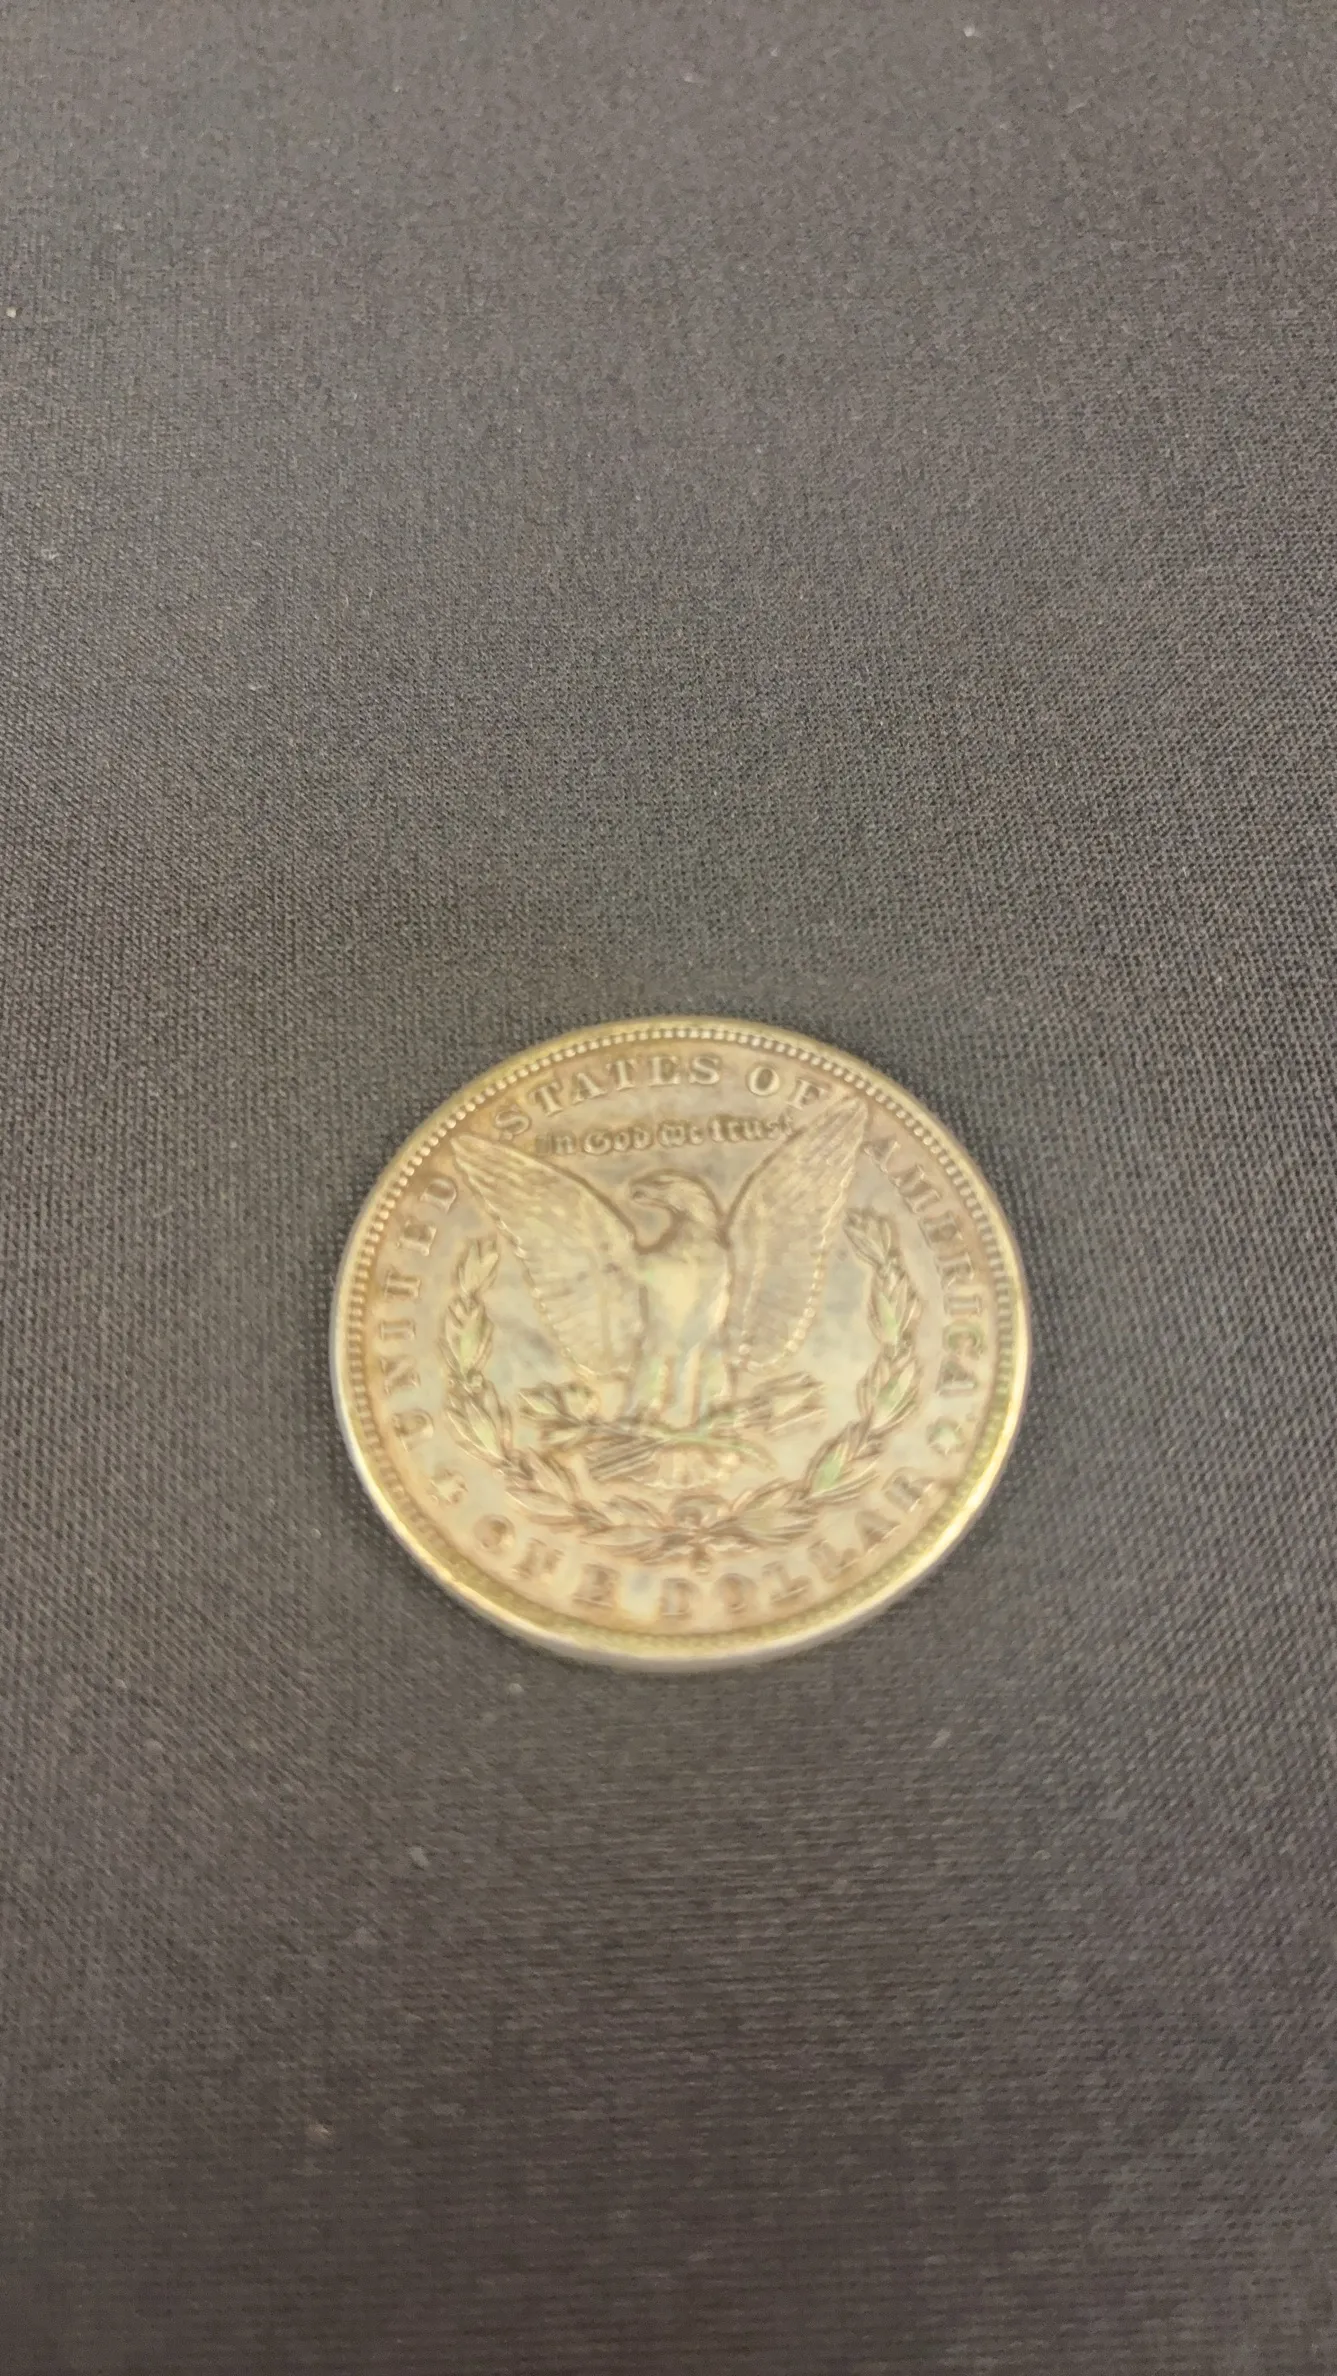 UNITED STATES OF AMERICA
In God we trust
ONE DOLLAR